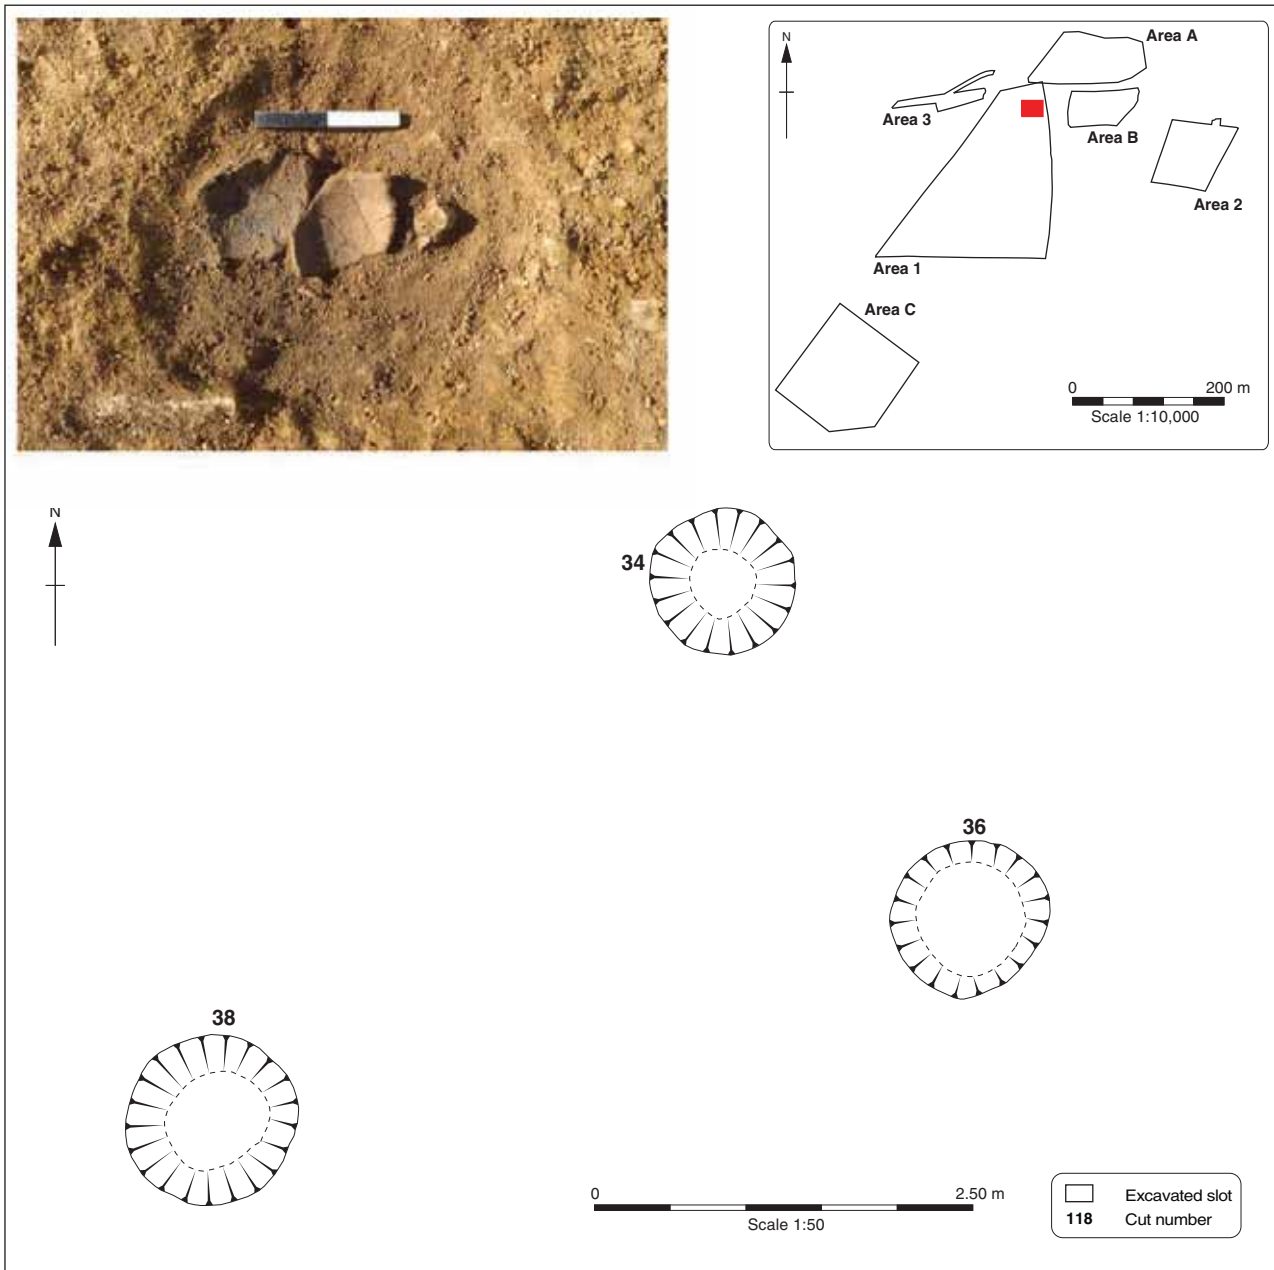 N
Area A
Area 3
Area B
Area 2
Area 1
Area C
0 200 m
Scale 1:10,000
N
34
36
38
0 2.50 m
Scale 1:50
Excavated slot
118 Cut number